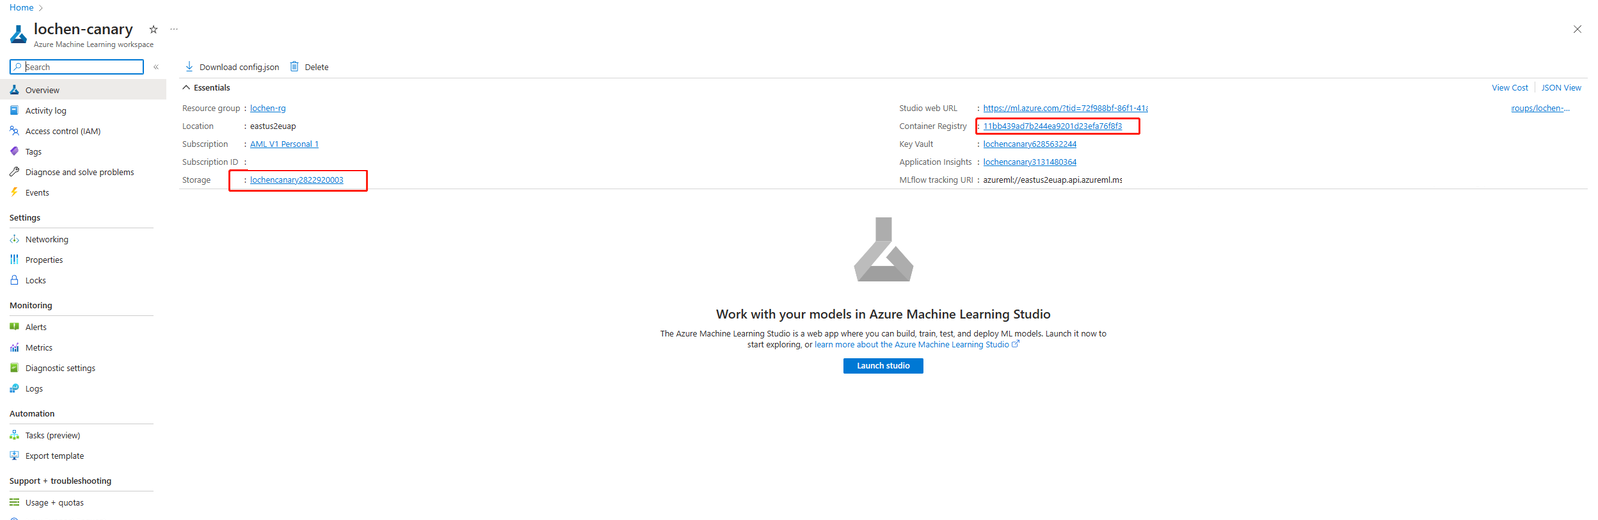 Home >
lochen-canary
Azure Machine Learning workspace
Search
Overview
Activity log
Access control (IAM)
Tags
Diagnose and solve problems
Events
Settings
Networking
Properties
Locks
Monitoring
Alerts
Metrics
Diagnostic settings
Logs
Automation
Tasks (preview)
Export template
Support + troubleshooting
Usage + quotas
Download config.json Delete
Essentials View Cost JSON View
Resource group : lochen-rg
Location : eastus2euap
Subscription : AML V1 Personal 1
Subscription ID :
Storage : lochencanary2822920003
Studio web URL : https://ml.azure.com/?tid=72f988bf-86f1-41a roups/lochen-...
Container Registry : 11bb439ad7b244ea9201d23efa76f8f3
Key Vault : lochencanary6285632244
Application Insights : lochencanary3131480364
MLflow tracking URI : azureml://eastus2euap.api.azureml.ms
Work with your models in Azure Machine Learning Studio
The Azure Machine Learning Studio is a web app where you can build, train, test, and deploy ML models. Launch it now to
start exploring, or learn more about the Azure Machine Learning Studio
Launch studio